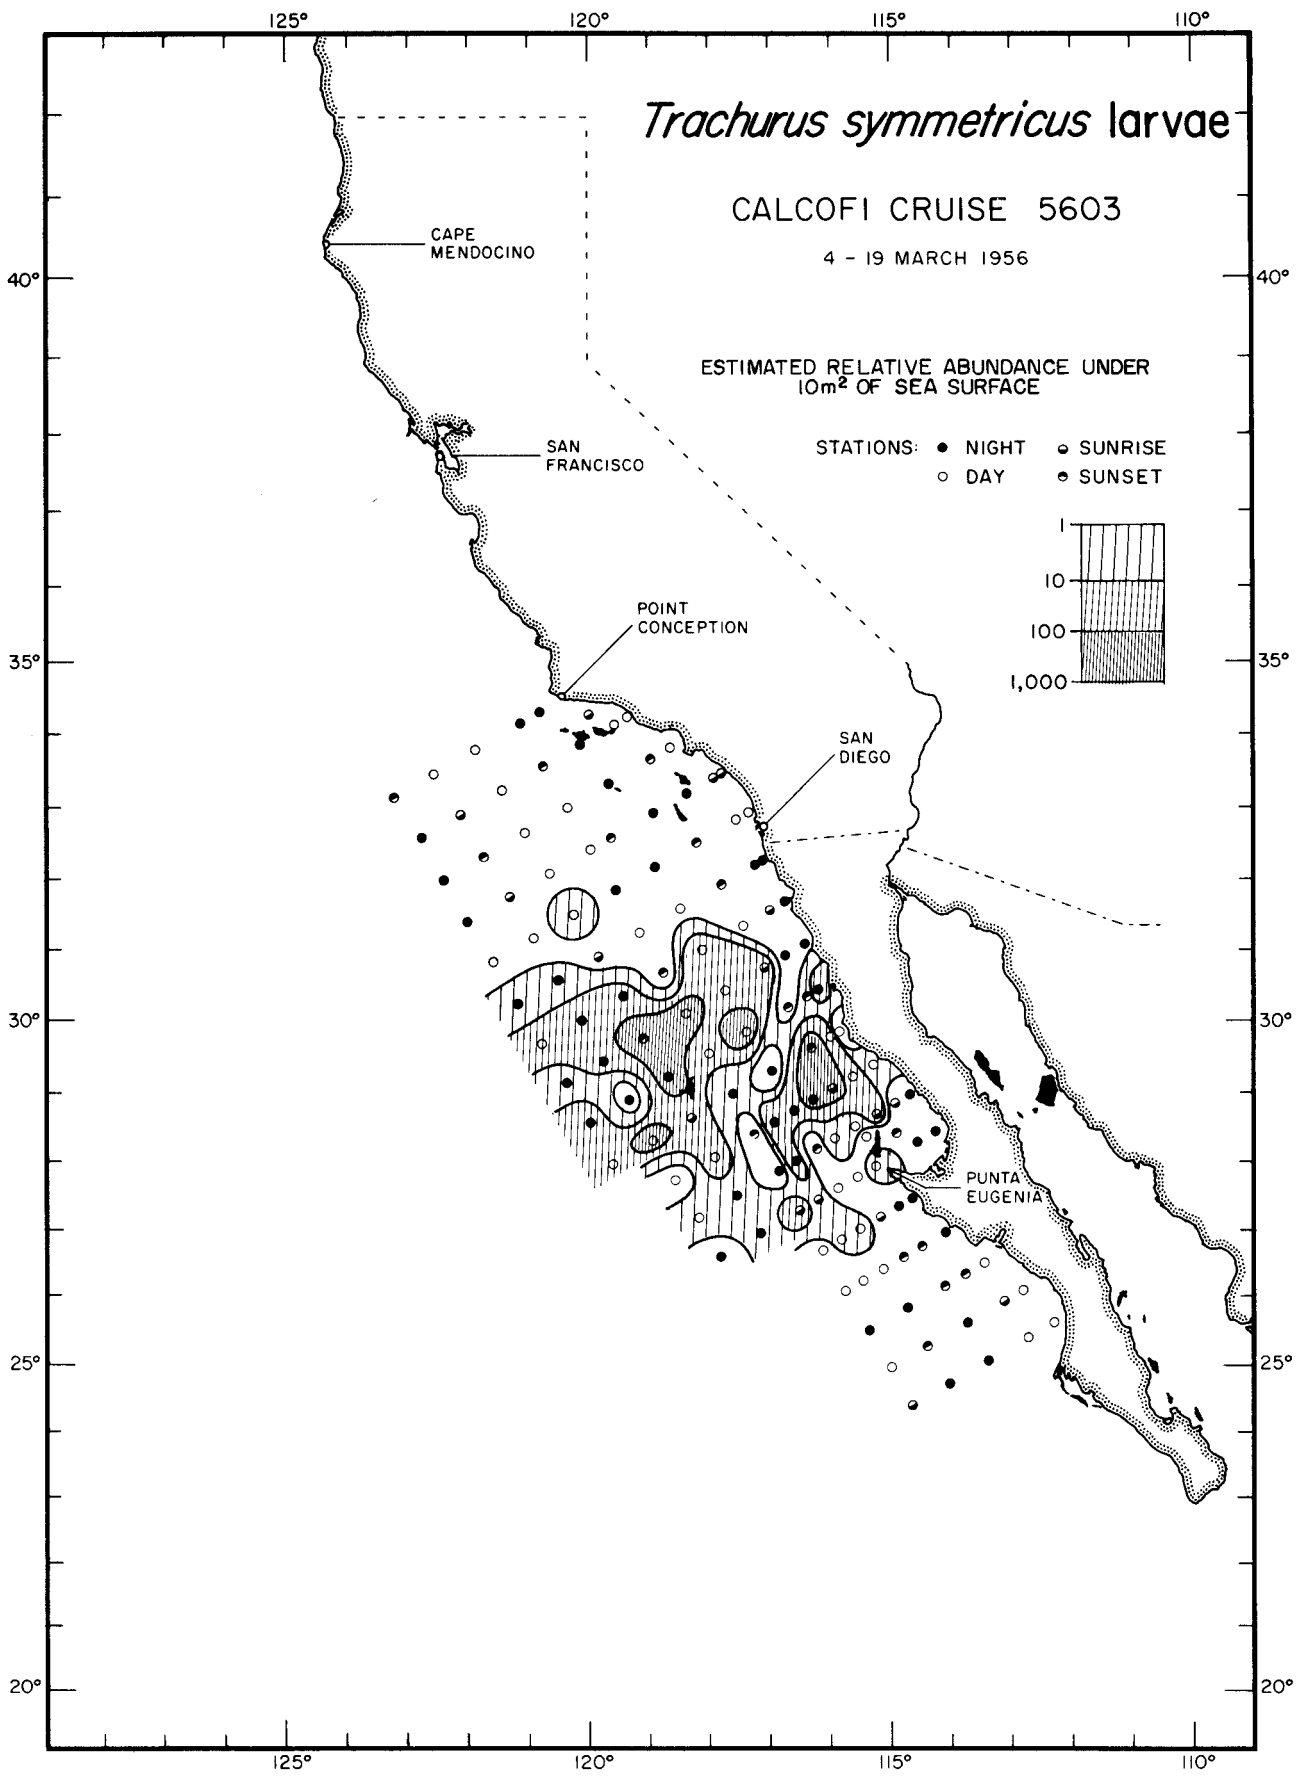 125° 120° 115° 110°
Trachurus symmetricus larvae
CALCOFI CRUISE 5603
4 - 19 MARCH 1956
CAPE
MENDOCINO
40° 40°
ESTIMATED RELATIVE ABUNDANCE UNDER
10m² OF SEA SURFACE
STATIONS: NIGHT SUNRISE
DAY SUNSET
SAN
FRANCISCO
1
10
100
1,000
POINT
CONCEPTION
35° 35°
SAN
DIEGO
30° 30°
PUNTA
EUGENIA
25° 25°
20° 20°
125° 120° 115° 110°